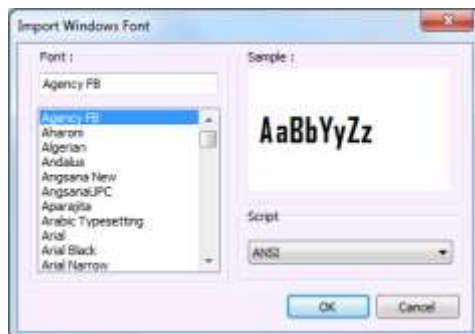 Import Windows Font
Font :
Agency FB
Agency FB
Aharoni
Algerian
Andalus
Angsana New
AngsanaUPC
Aparajita
Arabic Typesetting
Arial
Arial Black
Arial Narrow
Sample :
AaBbYyZz
Script
ANSI
OK
Cancel